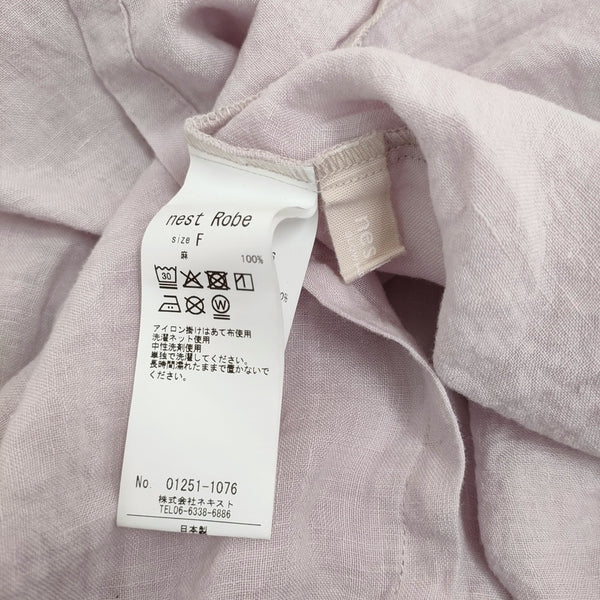 nest Robe
size F
麻 100%
30
アイロン掛けはあて布使用
洗濯ネット使用
中性洗剤使用
単独で洗濯してください。
長時間濡れたままで置かないで
ください。
No. 01251-1076
株式会社ネキスト
TEL06-6338-6886
日本製
nes